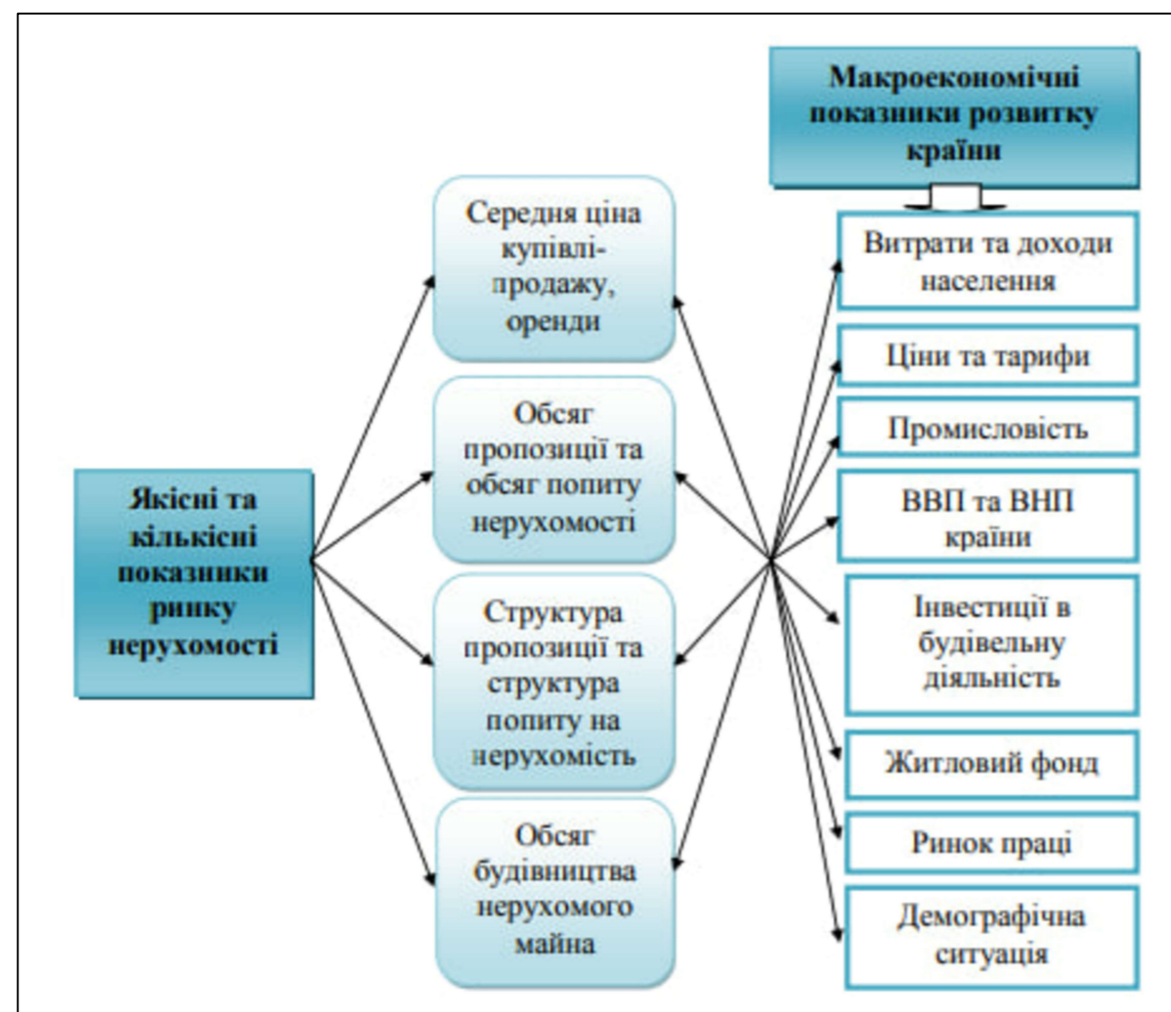 Макроекономічні
показники розвитку
країни
Середня ціна
купівлі-
продажу,
оренди
Обсяг
пропозиції та
обсяг попиту
нерухомості
Структура
пропозиції та
структура
попиту на
нерухомість
Обсяг
будівництва
нерухомого
майна
Якісні та
кількісні
показники
ринку
нерухомості
Витрати та доходи
населення
Ціни та тарифи
Промисловість
ВВП та ВНП
країни
Інвестиції в
будівельну
діяльність
Житловий фонд
Ринок праці
Демографічна
ситуація